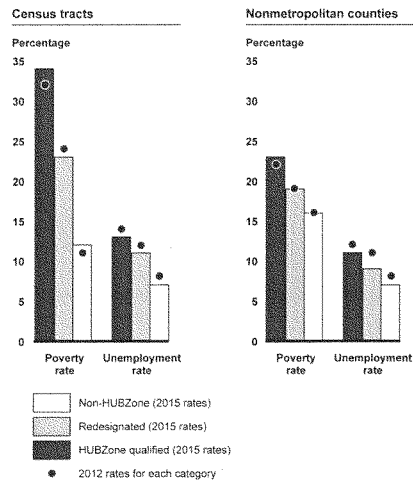 Census tracts
Percentage
35
30
25
20
15
10
5
0
Poverty rate
Unemployment rate
Nonmetropolitan counties
Percentage
35
30
25
20
15
10
5
0
Poverty rate
Unemployment rate
Non-HUBZone (2015 rates)
Redesignated (2015 rates)
HUBZone qualified (2015 rates)
2012 rates for each category